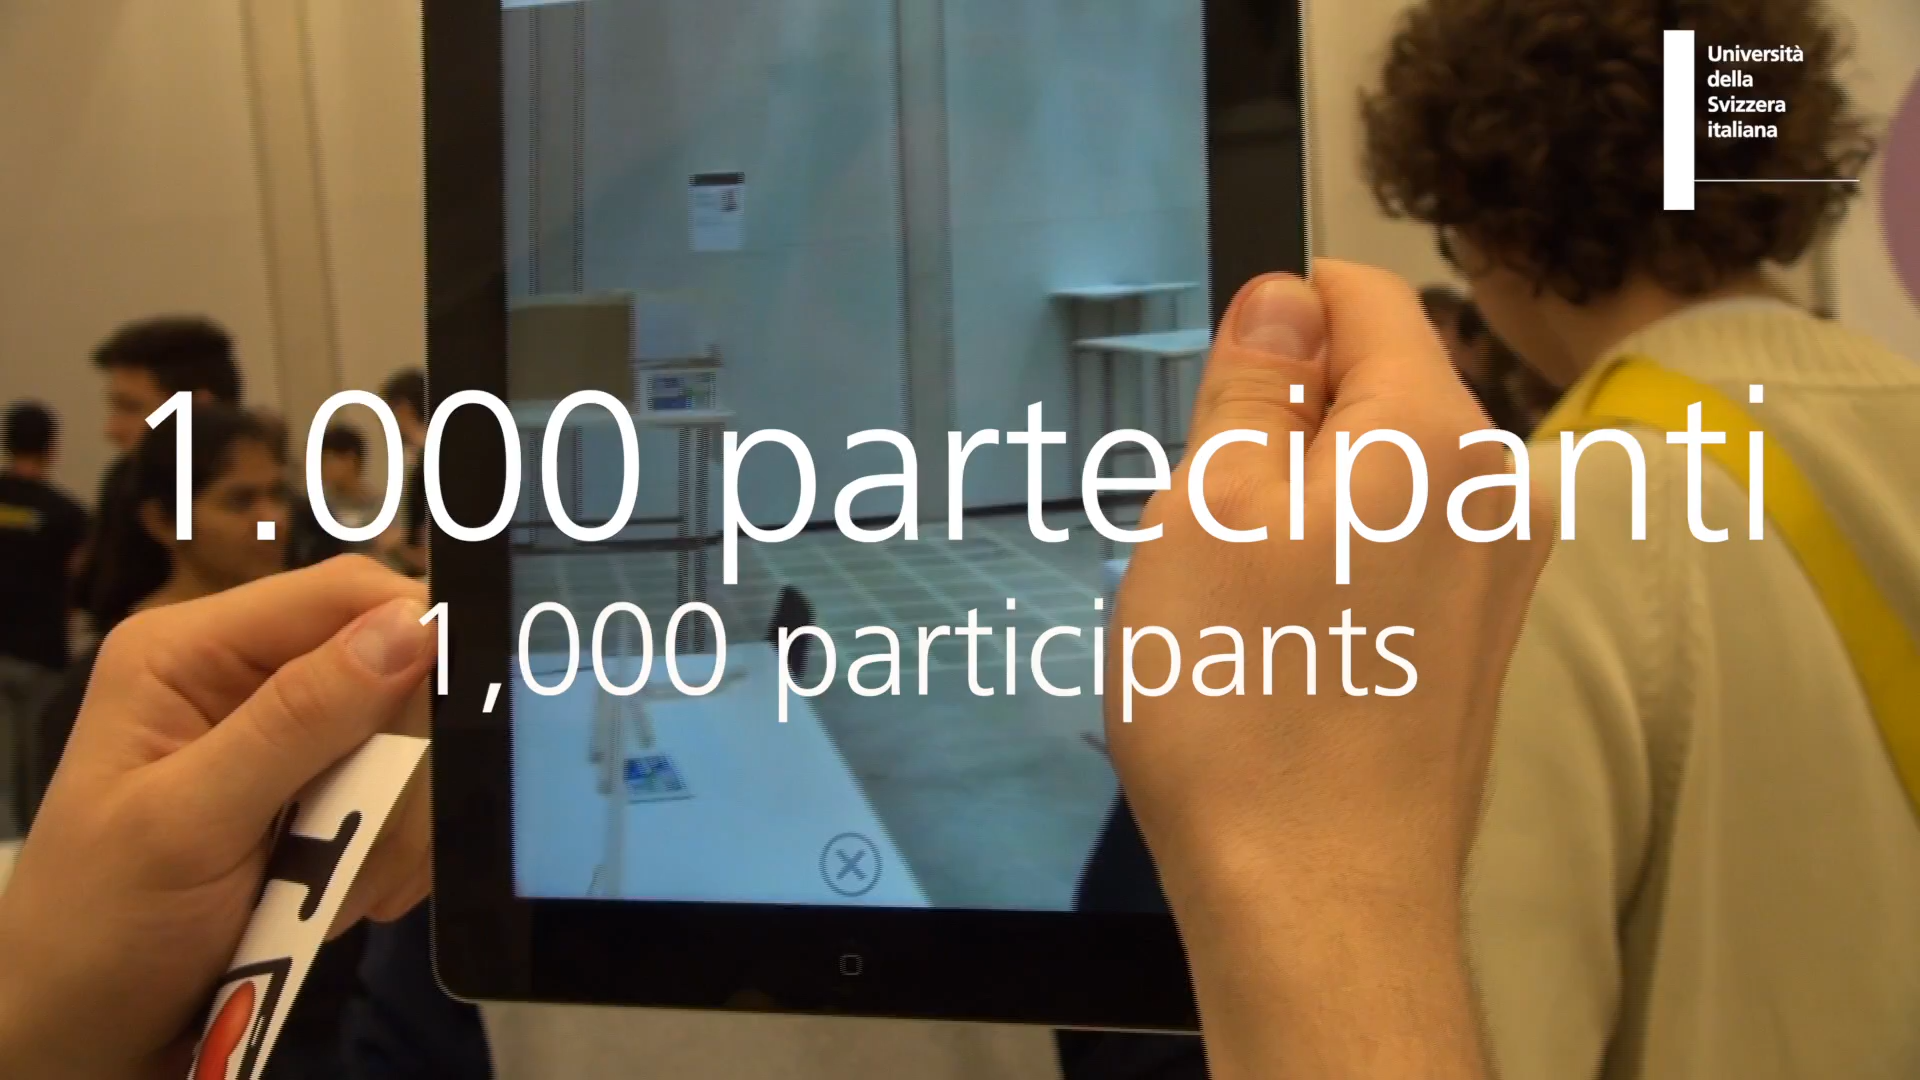 Università
della
Svizzera
italiana
1.000 partecipanti
1,000 participants